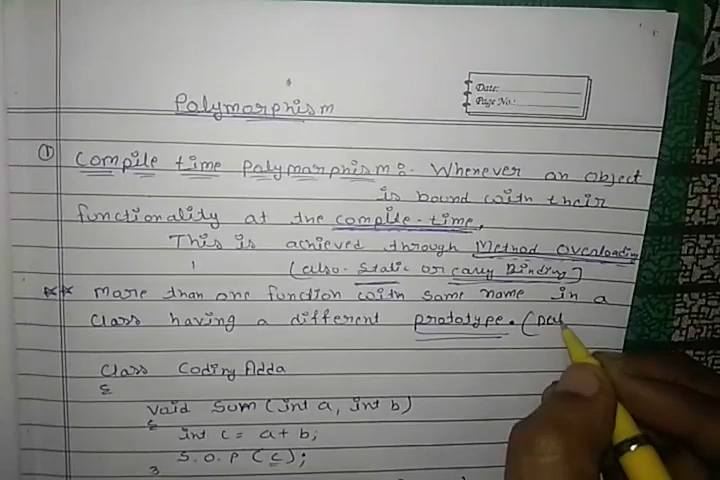 Polymorphism
Date:
Page No.:
① Compile time Polymorphism:- Whenever an object
is bound with their
functionality at the compile-time.
This is achieved through Method Overloading
(also. Static or early Binding)
** More than one function with same name in a
class having a different prototype. (
class Coding Adda
{
void Sum (int a, int b)
{
int c = a + b;
S.O.P (c);
}